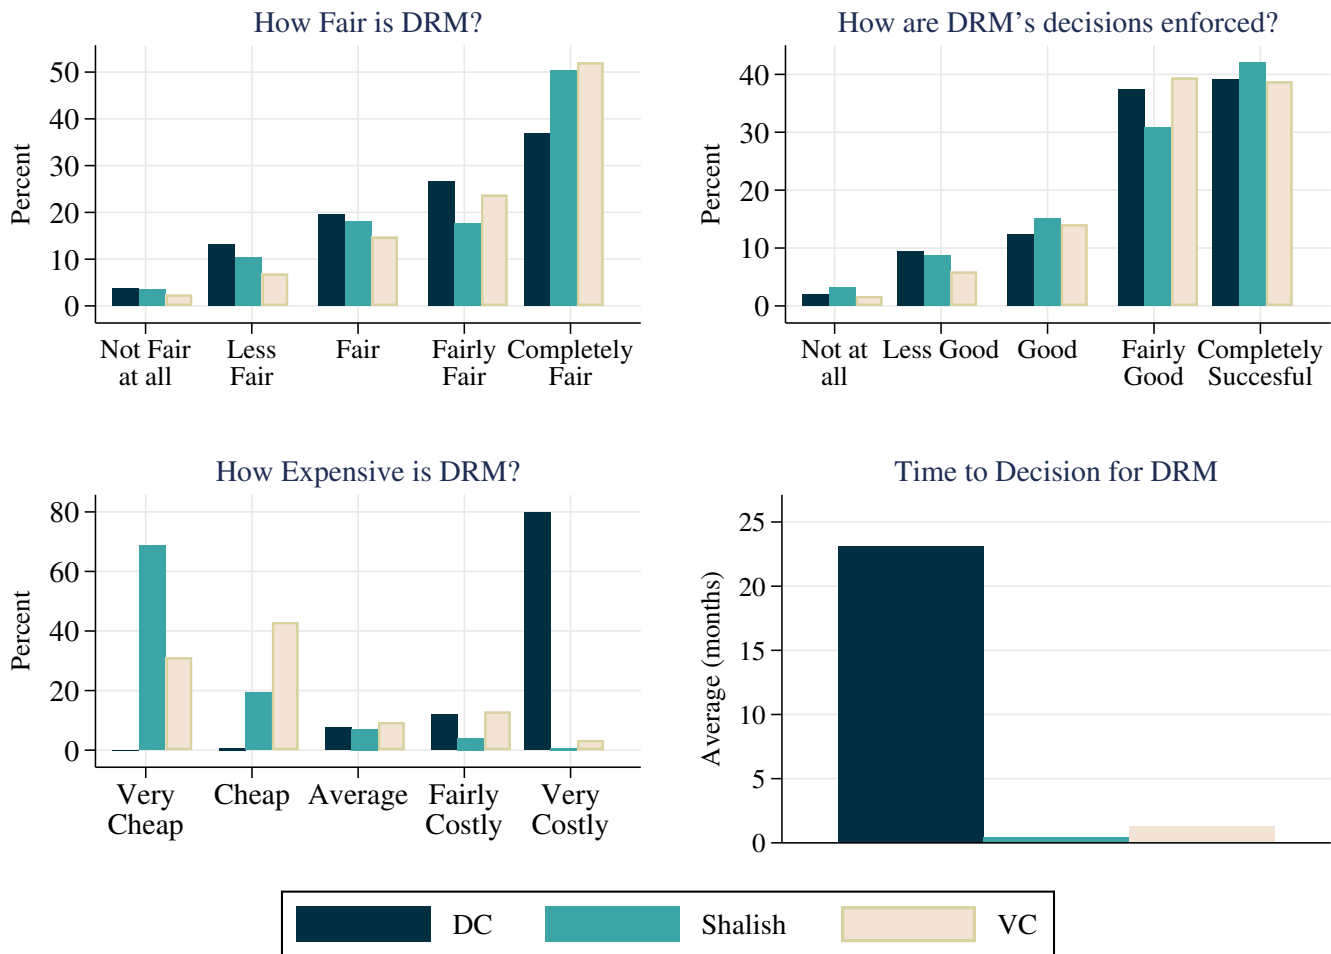 How Fair is DRM?
Percent
50
40
30
20
10
0
Not Fair
at all
Less
Fair
Fair
Fairly
Fair
Completely
Fair
How are DRM's decisions enforced?
Percent
40
30
20
10
0
Not at
all
Less Good
Good
Fairly
Good
Completely
Succesful
How Expensive is DRM?
Percent
80
60
40
20
0
Very
Cheap
Cheap
Average
Fairly
Costly
Very
Costly
Time to Decision for DRM
Average (months)
25
20
15
10
5
0
DC
Shalish
VC